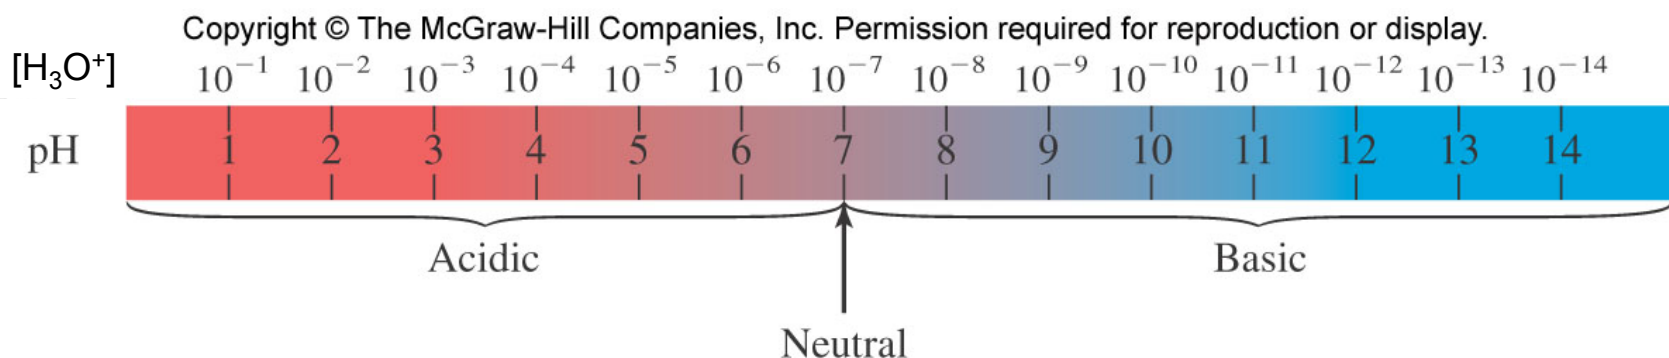 Copyright © The McGraw-Hill Companies, Inc. Permission required for reproduction or display.
[H₃O⁺] 10⁻¹ 10⁻² 10⁻³ 10⁻⁴ 10⁻⁵ 10⁻⁶ 10⁻⁷ 10⁻⁸ 10⁻⁹ 10⁻¹⁰ 10⁻¹¹ 10⁻¹² 10⁻¹³ 10⁻¹⁴
pH 1 2 3 4 5 6 7 8 9 10 11 12 13 14
Acidic Basic
Neutral